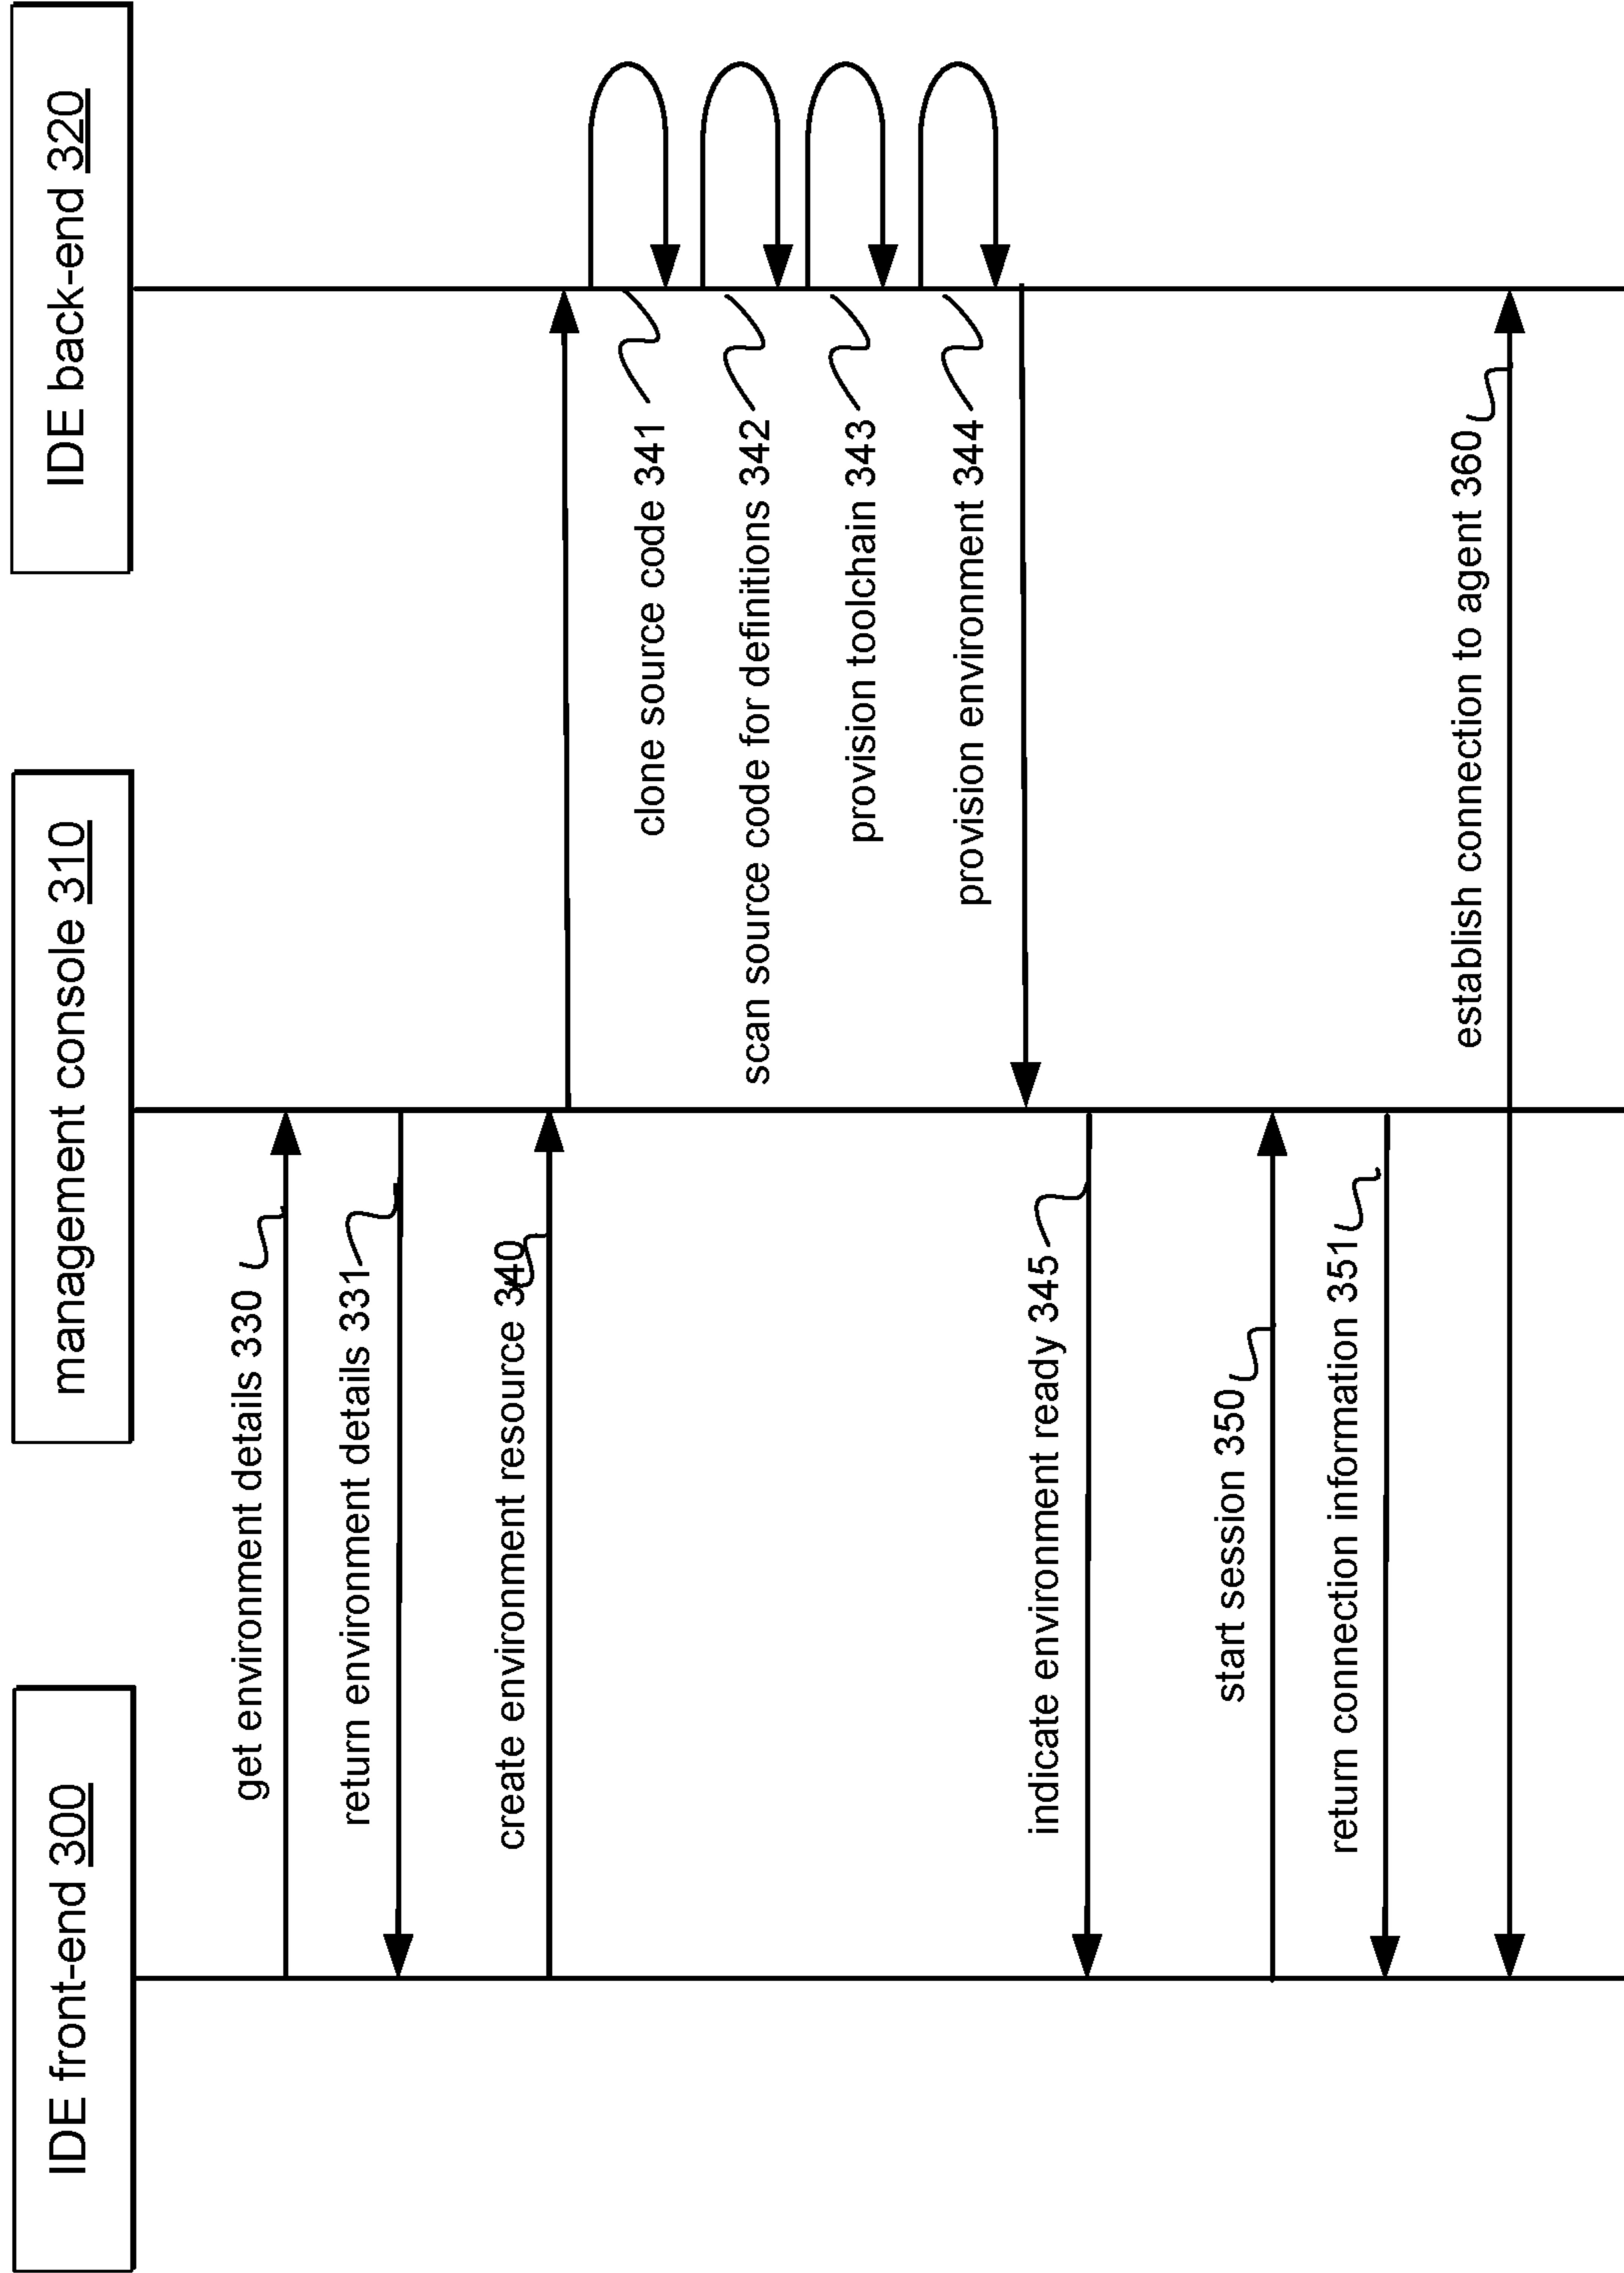 IDE front-end 300
management console 310
IDE back-end 320
get environment details 330
return environment details 331
create environment resource 340
clone source code 341
scan source code for definitions 342
provision toolchain 343
provision environment 344
indicate environment ready 345
start session 350
return connection information 351
establish connection to agent 360